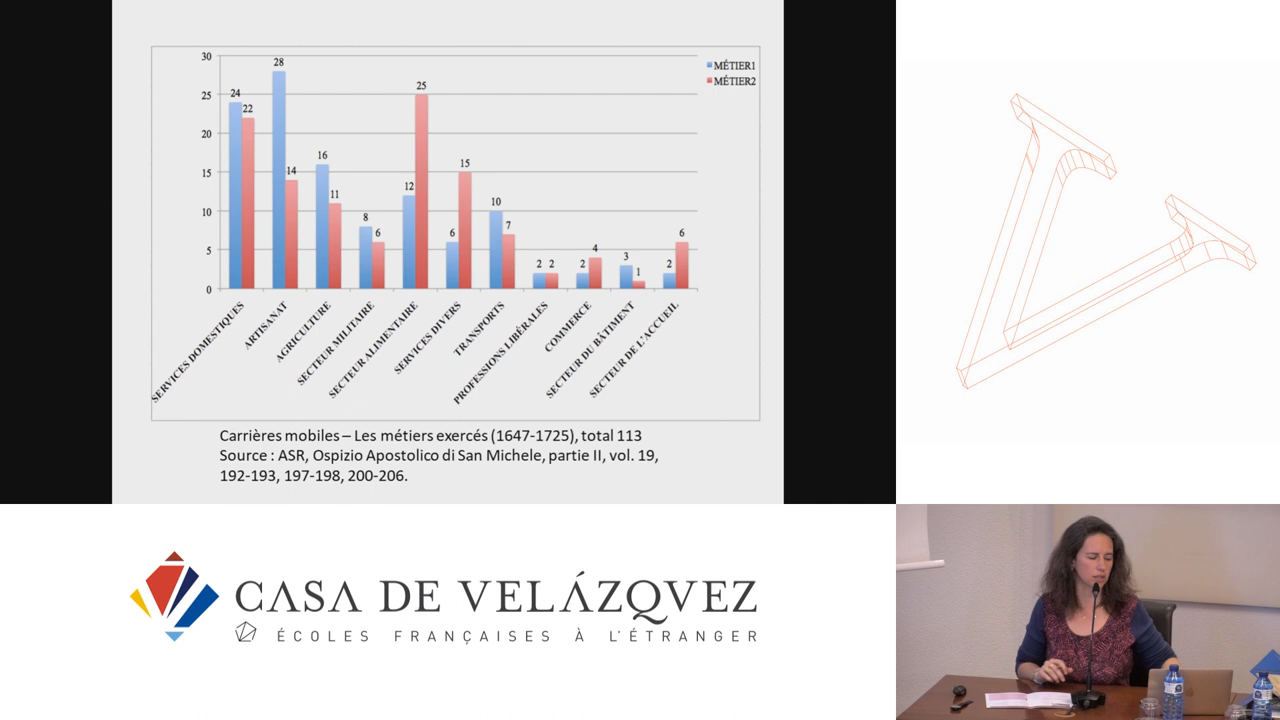 30
25
20
15
10
5
0
24
22
28
14
16
11
8
6
12
25
6
15
10
7
2
2
2
4
3
1
2
6
MÉTIER1
MÉTIER2
SERVICES DOMESTIQUES
ARTISANAT
AGRICULTURE
SECTEUR MILITAIRE
SECTEUR ALIMENTAIRE
SERVICES DIVERS
TRANSPORTS
PROFESSIONS LIBÉRALES
COMMERCE
SECTEUR DU BÂTIMENT
SECTEUR DE L'ACCUEIL
Carrières mobiles – Les métiers exercés (1647-1725), total 113
Source : ASR, Ospizio Apostolico di San Michele, partie II, vol. 19,
192-193, 197-198, 200-206.
CASA DE VELÁZQVEZ
ÉCOLES FRANÇAISES À L'ÉTRANGER